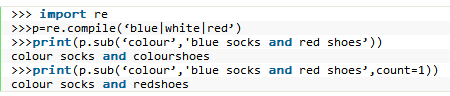 >>> import re
>>>p=re.compile(‘blue|white|red’)
>>>print(p.sub(‘colour’,'blue socks and red shoes’))
colour socks and colourshoes
>>>print(p.sub(‘colour’,'blue socks and red shoes’,count=1))
colour socks and redshoes